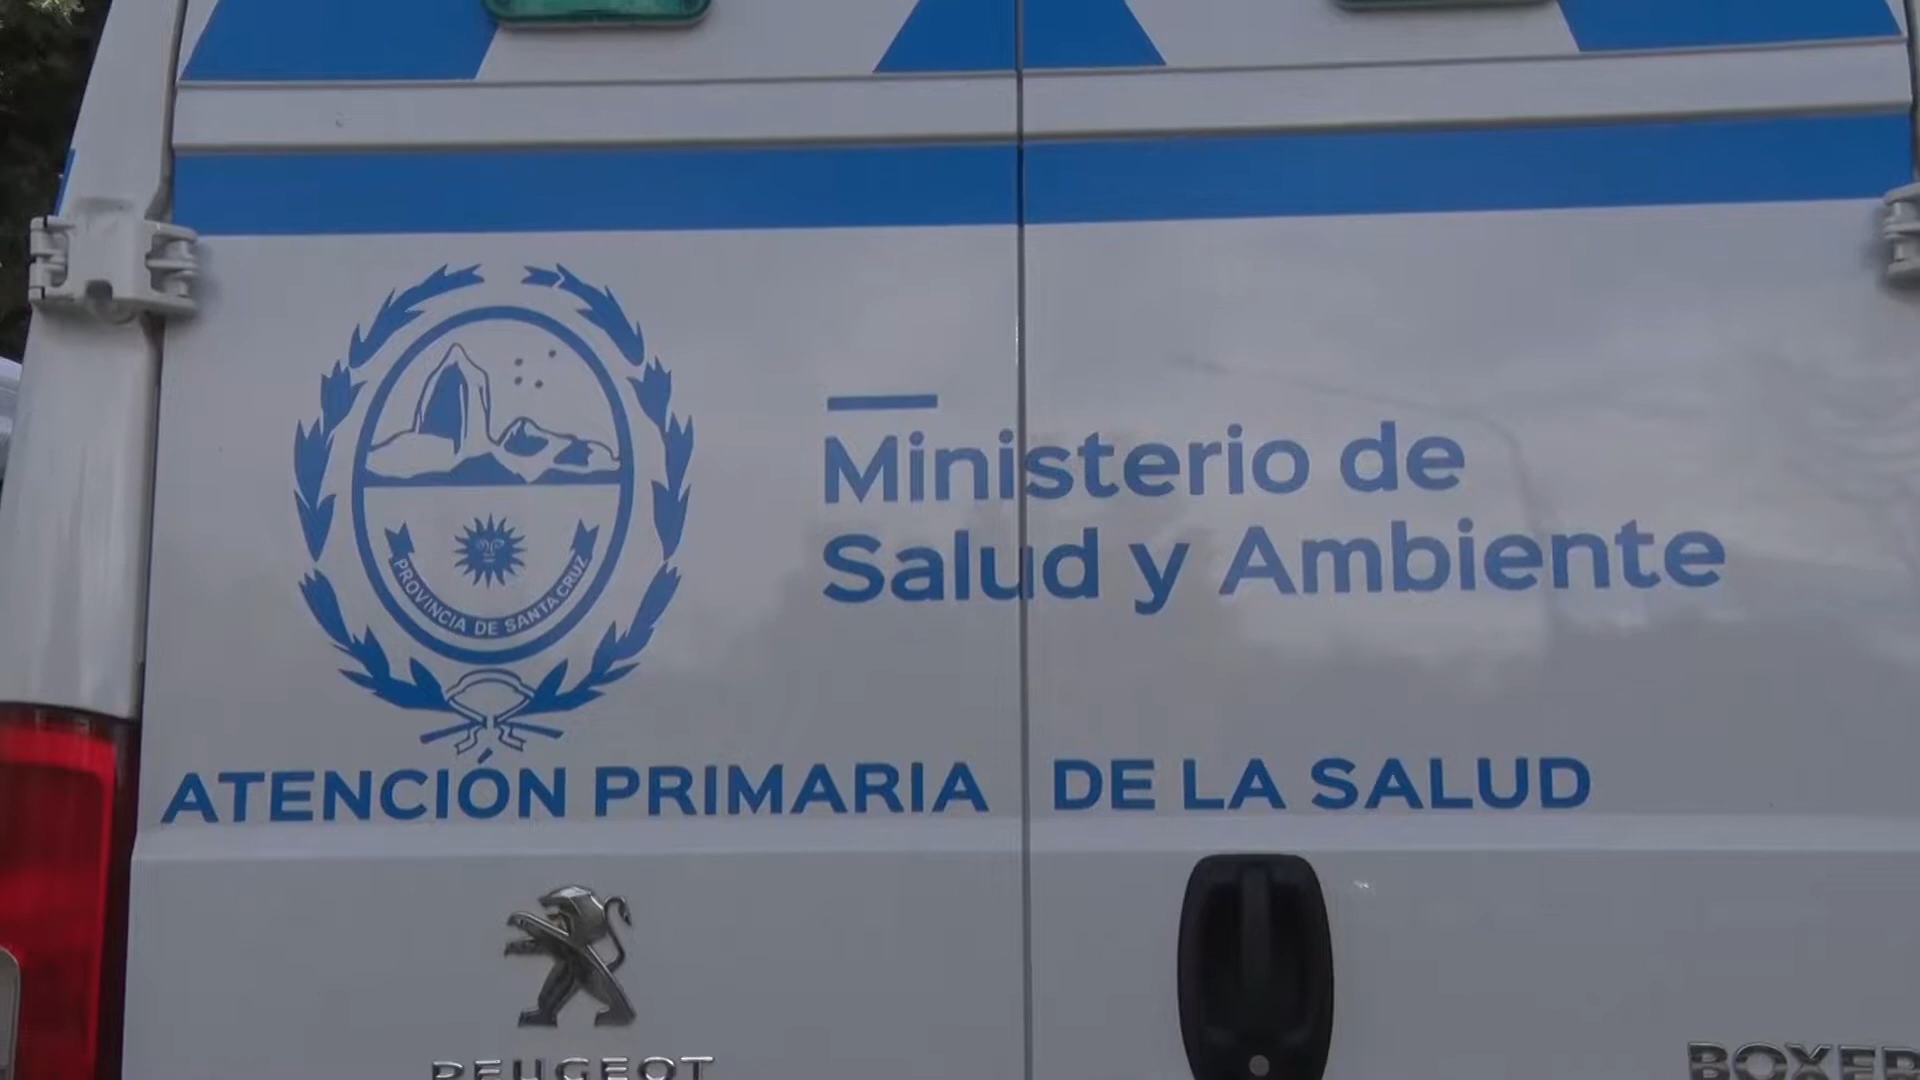 Ministerio de
Salud y Ambiente
PROVINCIA DE SANTA CRUZ
ATENCIÓN PRIMARIA DE LA SALUD
PEUGEOT
BOXER